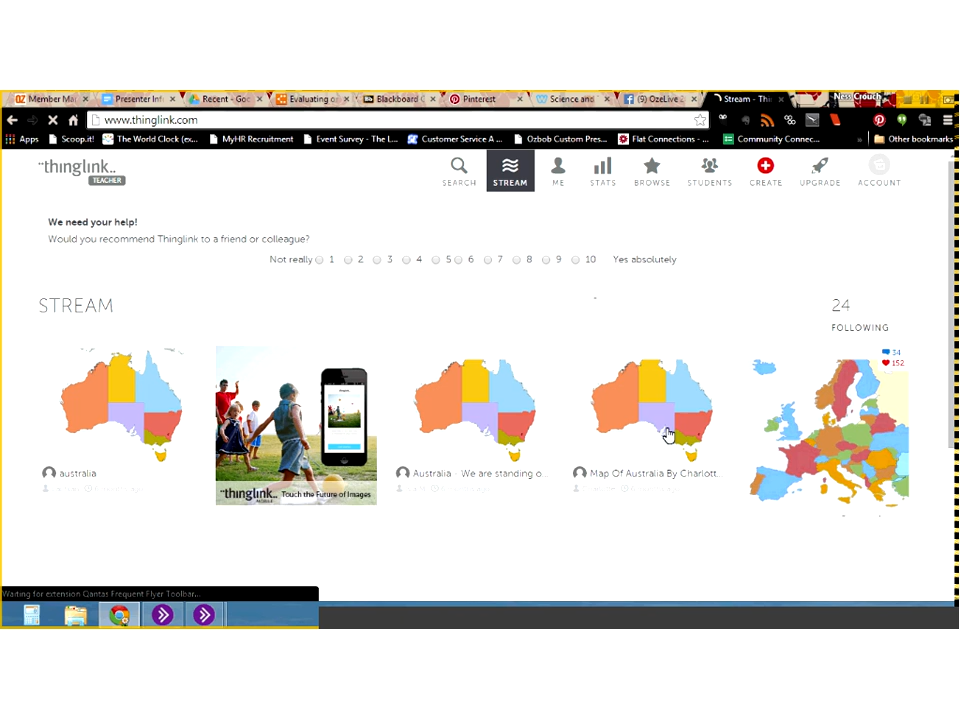 Member Ma
Presenter Inf
Recent - Goo
Evaluating o
Blackboard C
Pinterest
Science and
(9) OzeLive
Stream - Thi
Ness Crouch
www.thinglink.com
Apps
Scoop.it!
The World Clock (ex...
MyHR Recruitment
Event Survey - The L...
Customer Service A...
Ozbob Custom Pres...
Flat Connections - ...
Community Connec...
Other bookmarks
thinglink..
TEACHER
SEARCH
STREAM
ME
STATS
BROWSE
STUDENTS
CREATE
UPGRADE
ACCOUNT
We need your help!
Would you recommend Thinglink to a friend or colleague?
Not really 1 2 3 4 5 6 7 8 9 10 Yes absolutely
STREAM
24
FOLLOWING
34
152
thinglink..
MOBILE
Touch the Future of Images
australia
Australia - We are standing o...
Map Of Australia By Charlott..
Waiting for extension Qantas Frequent Flyer Toolbar...